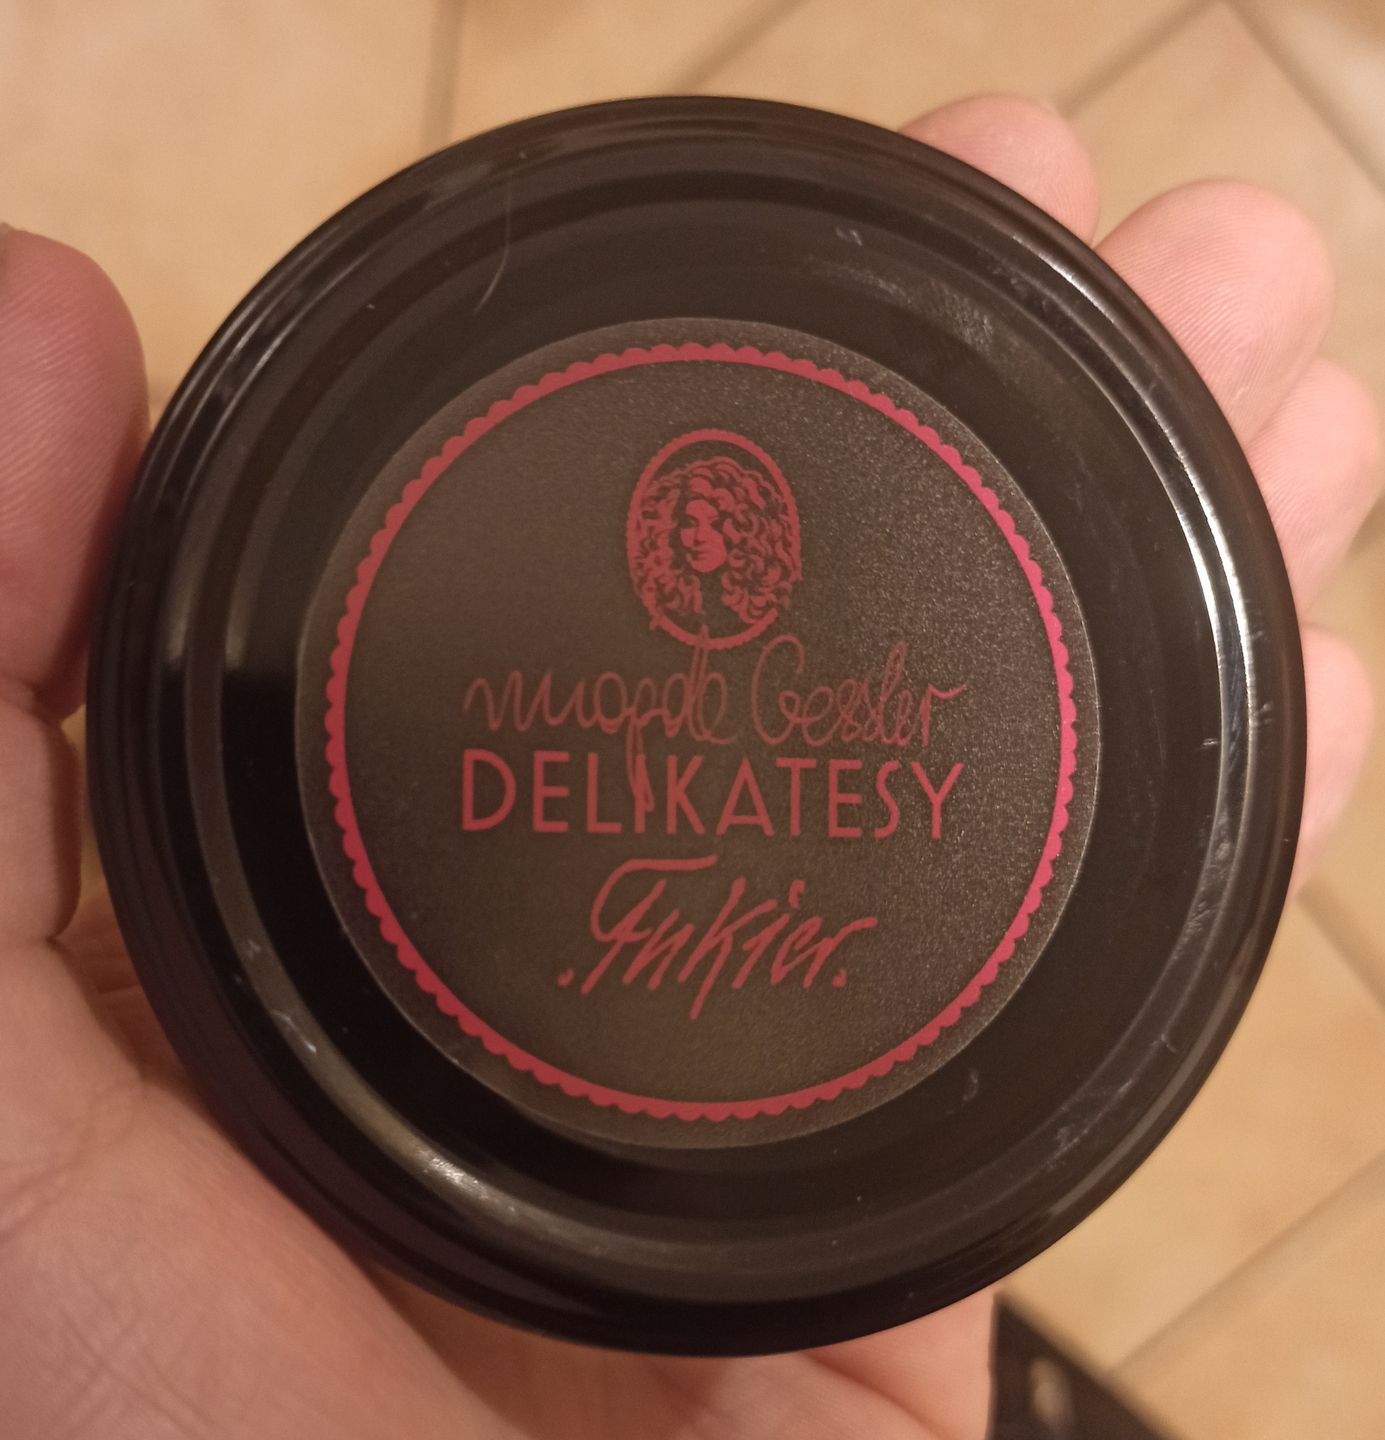 magda Gessler
DELIKATESY
.Fukier.